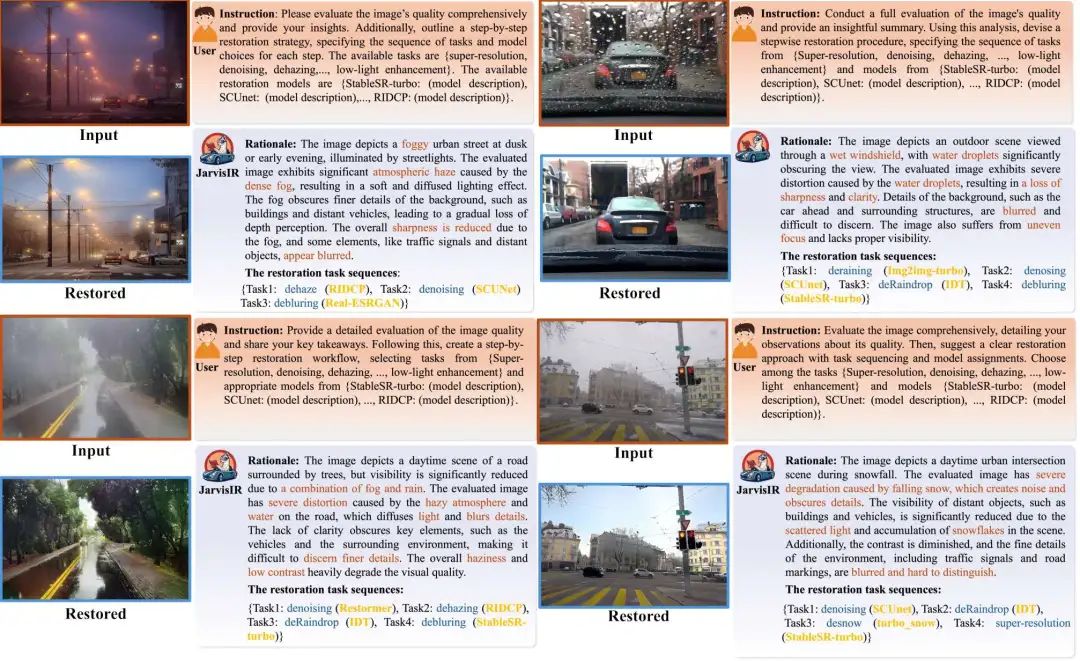 Instruction: Please evaluate the image's quality comprehensively
and provide your insights. Additionally, outline a step-by-step
restoration strategy, specifying the sequence of tasks and model
choices for each step. The available tasks are {super-resolution,
denoising, dehazing,..., low-light enhancement}. The available
restoration models are {StableSR-turbo: (model description),
SCUnet: (model description),..., RIDCP: (model description)}.
User
Input
Rationale: The image depicts a foggy urban street at dusk
or early evening, illuminated by streetlights. The evaluated
image exhibits significant atmospheric haze caused by the
dense fog, resulting in a soft and diffused lighting effect.
The fog obscures finer details of the background, such as
buildings and distant vehicles, leading to a gradual loss of
depth perception. The overall sharpness is reduced due to
the fog, and some elements, like traffic signals and distant
objects, appear blurred.
The restoration task sequences:
{Task1: dehaze (RIDCP), Task2: denoising (SCUNet)
Task3: debluring (Real-ESRGAN)}
JarvisIR
Restored
Instruction: Conduct a full evaluation of the image's quality
and provide an insightful summary. Using this analysis, devise a
stepwise restoration procedure, specifying the sequence of tasks
from {Super-resolution, denoising, dehazing, ..., low-light
enhancement} and models from {StableSR-turbo: (model description),
SCUnet: (model description), ..., RIDCP: (model
description)}.
User
Input
Rationale: The image depicts an outdoor scene viewed
through a wet windshield, with water droplets significantly
obscuring the view. The evaluated image exhibits severe
distortion caused by the water droplets, resulting in a loss of
sharpness and clarity. Details of the background, such as the
car ahead and surrounding structures, are blurred and
difficult to discern. The image also suffers from uneven
focus and lacks proper visibility.
The restoration task sequences:
{Task1: deraining (Img2img-turbo), Task2: denosing
(SCUnet), Task3: deRaindrop (IDT), Task4: debluring
(StableSR-turbo)}
Restored
Instruction: Provide a detailed evaluation of the image quality
and share your key takeaways. Following this, create a step-by-
step restoration workflow, selecting tasks from {Super-
resolution, denoising, dehazing, ..., low-light enhancement} and
appropriate models from {StableSR-turbo: (model description),
SCUnet: (model description), ..., RIDCP: (model description)}.
User
Input
Rationale: The image depicts a daytime scene of a road
surrounded by trees, but visibility is significantly reduced
due to a combination of fog and rain. The evaluated image
has severe distortion caused by the hazy atmosphere and
water on the road, which diffuses light and blurs details.
The lack of clarity obscures key elements, such as the
vehicles and the surrounding environment, making it
difficult to discern finer details. The overall haziness and
low contrast heavily degrade the visual quality.
The restoration task sequences:
{Task1: denoising (Restormer), Task2: dehazing (RIDCP),
Task3: deRaindrop (IDT), Task4: debluring (StableSR-
turbo)}
JarvisIR
Restored
Instruction: Evaluate the image comprehensively, detailing your
observations about its quality. Then, suggest a clear restoration
approach with task sequencing and model assignments. Choose
among the tasks {Super-resolution, denoising, dehazing, ..., low-
light enhancement} and models {StableSR-turbo: (model
description), SCUnet: (model description), ..., RIDCP: (model
description)}.
User
Input
Rationale: The image depicts a daytime urban intersection
scene during snowfall. The evaluated image has severe
degradation caused by falling snow, which creates noise and
obscures details. The visibility of distant objects, such as
buildings and vehicles, is significantly reduced due to the
scattered light and accumulation of snowflakes in the scene.
Additionally, the contrast is diminished, and the fine details
of the environment, including traffic signals and road
markings, are blurred and hard to distinguish.
The restoration task sequences:
{Task1: denoising (SCUnet), Task2: deRaindrop (IDT),
Task3: desnow (turbo_snow), Task4: super-resolution
(StableSR-turbo)}
JarvisIR
Restored